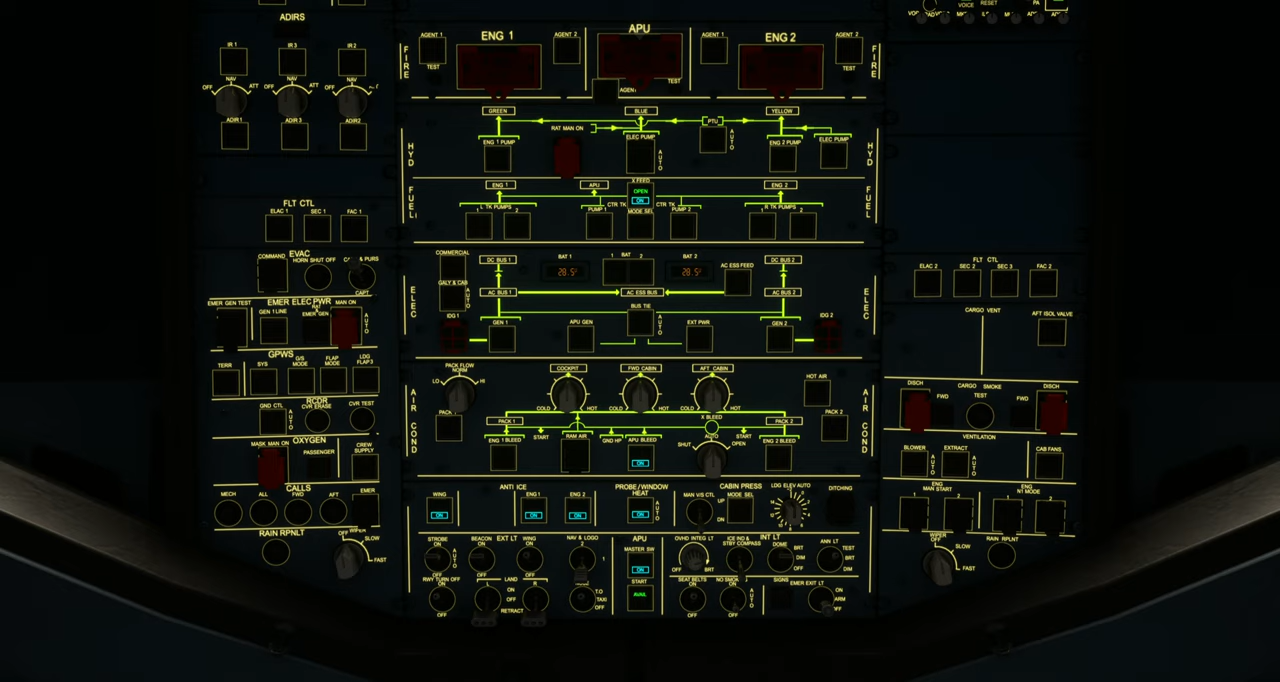 ADIRS
IR 1
IR 3
IR2
NAV
NAV
NAV
OFF
ATT
OFF
ATT
OFF
ADIR1
ADIR 3
ADIR2
FLT CTL
ELAC 1
SEC 1
FAC 1
EVAC
COMMAND
HORN SHUT OFF
& PURS
CAPT
EMER ELEC PWR
EMER GEN TEST
GEN 1 LINE
RAT
EMER GEN
MAN ON
AUTO
GPWS
TERR
SYS
G/S MODE
FLAP MODE
LDG FLAP 3
RCDR
GND CTL
AUTO
CVR ERASE
CVR TEST
OXYGEN
MASK MAN ON
PASSENGER
CREW SUPPLY
CALLS
MECH
ALL
FWD
AFT
EMER
RAIN RPNLT
WIPER
OFF
SLOW
FAST
FIRE
AGENT 1
TEST
ENG 1
AGENT 2
APU
TEST
AGENT
AGENT 1
ENG 2
AGENT 2
TEST
FIRE
HYD
GREEN
BLUE
YELLOW
RAT MAN ON
PTU
ENG 1 PUMP
ELEC PUMP
AUTO
AUTO
ENG 2 PUMP
ELEC PUMP
HYD
FUEL
ENG 1
APU
X FEED
OPEN
ON
ENG 2
L TK PUMPS
1
2
CTR TK
PUMP 1
MODE SEL
CTR TK
PUMP 2
R TK PUMPS
1
2
FUEL
ELEC
COMMERCIAL
DC BUS 1
BAT 1
28.5
1
BAT
2
BAT 2
28.5
AC ESS FEED
DC BUS 2
GALY & CAB
AUTO
AC BUS 1
AC ESS BUS
AC BUS 2
BUS TIE
AUTO
IDG 1
GEN 1
APU GEN
EXT PWR
GEN 2
IDG 2
ELEC
AIR COND
PACK FLOW
NORM
LO
HI
COCKPIT
FWD CABIN
AFT CABIN
HOT AIR
COLD
HOT
COLD
HOT
COLD
HOT
PACK
PACK 1
X BLEED
PACK 2
PACK 2
ENG 1 BLEED
START
RAM AIR
GND HP
APU BLEED
ON
AUTO
SHUT
OPEN
START
ENG 2 BLEED
AIR COND
ANTI ICE
WING
ON
ENG 1
ON
ENG 2
ON
PROBE/WINDOW HEAT
ON
AUTO
CABIN PRESS
MAN V/S CTL
UP
DN
MODE SEL
LDG ELEV AUTO
DITCHING
EXT LT
STROBE
ON
AUTO
OFF
BEACON
ON
OFF
WING
ON
OFF
NAV & LOGO
2
1
RWY TURN OFF
ON
OFF
LAND
L
R
ON
OFF
RETRACT
T.O
TAXI
OFF
APU
MASTER SW
ON
START
AVAIL
INT LT
OVHD INTEG LT
OFF
BRT
ICE IND &
STBY COMPASS
ON
OFF
DOME
BRT
DIM
OFF
ANN LT
TEST
BRT
DIM
SEAT BELTS
ON
OFF
NO SMOK
ON
AUTO
OFF
SIGNS
EMER EXIT LT
ON
ARM
OFF
VOICE
RESET
PA
FLT CTL
ELAC 2
SEC 2
SEC 3
FAC 2
CARGO VENT
AFT ISOL VALVE
CARGO SMOKE
DISCH
FWD
TEST
FWD
DISCH
VENTILATION
BLOWER
AUTO
EXTRACT
AUTO
CAB FANS
ENG
MAN START
1
2
ENG
N1 MODE
1
2
WIPER
OFF
SLOW
FAST
RAIN RPLNT